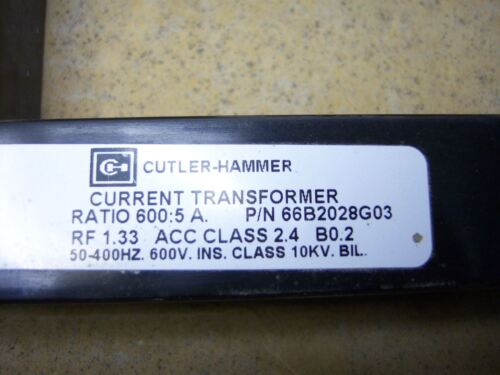 CUTLER-HAMMER
CURRENT TRANSFORMER
RATIO 600:5 A. P/N 66B2028G03
RF 1.33 ACC CLASS 2.4 B0.2
50-400HZ. 600V. INS. CLASS 10KV. BIL.